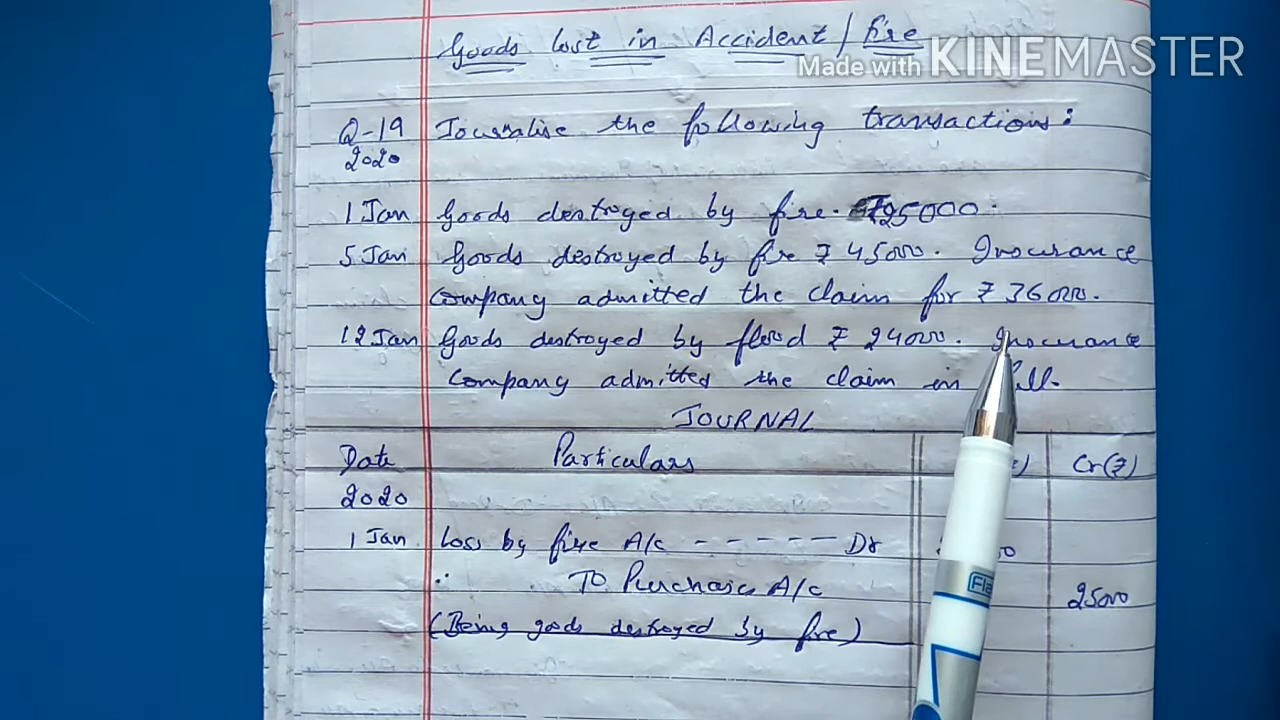 Goods lost in Accident / fire
Made with KINEMASTER
Q-19 Journalise the following transactions:
2020
1 Jan Goods destroyed by fire. ₹25000.
5 Jan Goods destroyed by fire ₹ 45000. Insurance
Company admitted the claim for ₹ 36000.
12 Jan Goods destroyed by flood ₹ 24000. Insurance
Company admitted the claim in full.
JOURNAL
Date Particulars Cr(₹)
2020
1 Jan Loss by fire A/c - - - - - - Dr
To Purchases A/c 25000
(Being goods destroyed by fire)